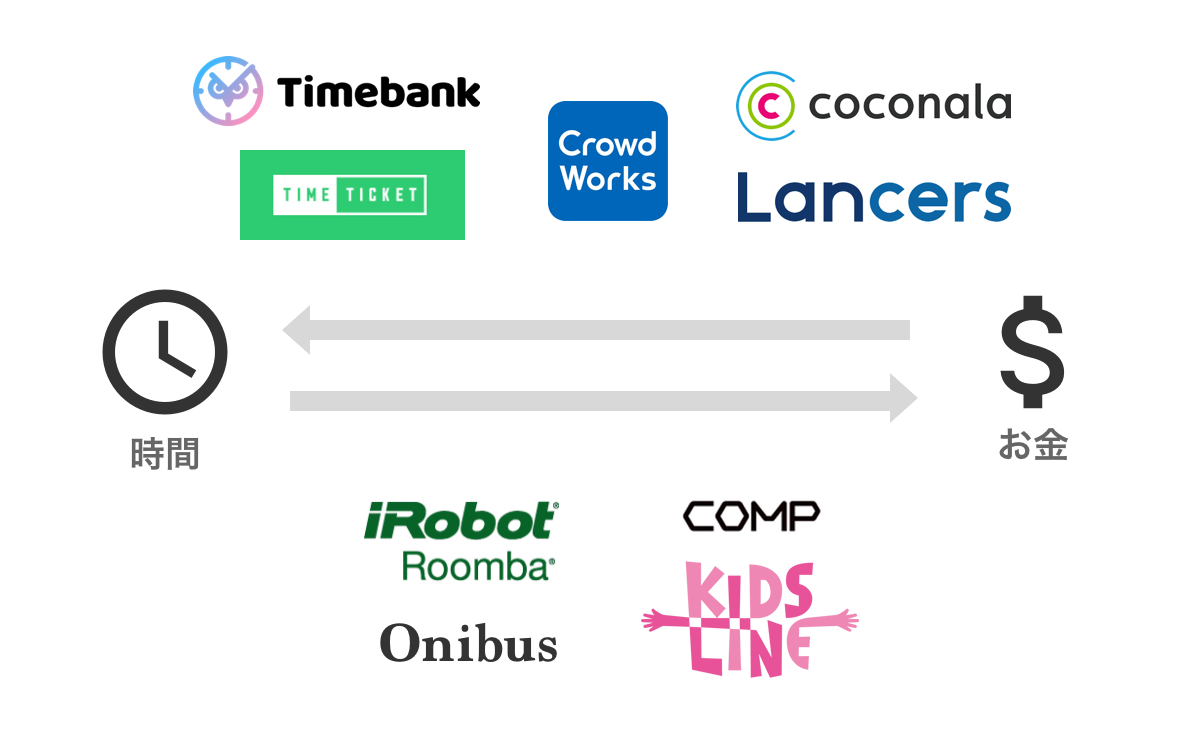 Timebank
TIME TICKET
Crowd
Works
coconala
Lancers
時間
お金
iRobot®
Roomba®
Onibus
COMP
KIDS
LINE